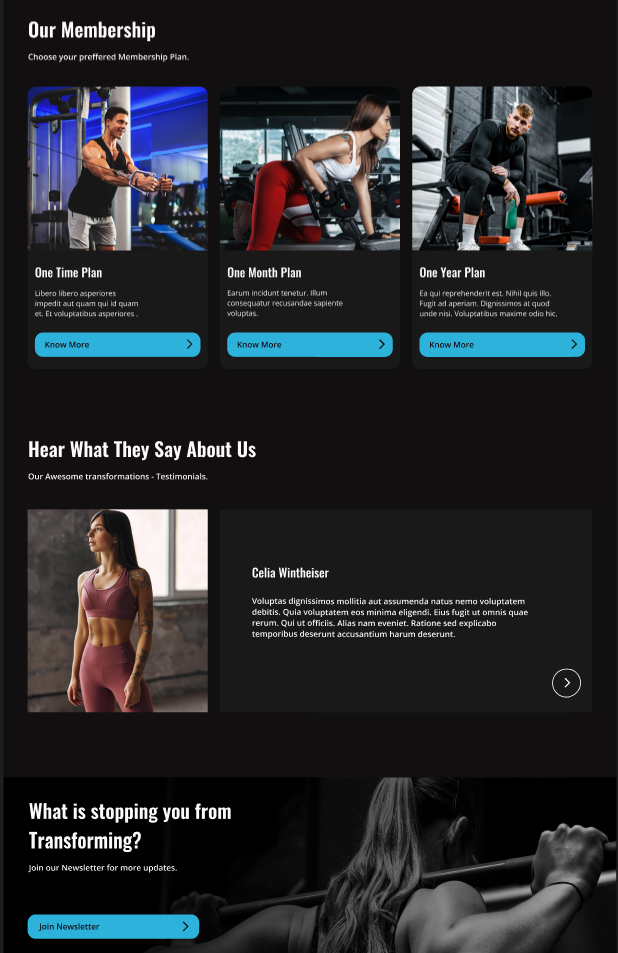 Our Membership
Choose your preffered Membership Plan.
One Time Plan
Libero libero asperiores
impedit aut quam qui id quam
et. Et voluptatibus asperiores .
Know More
One Month Plan
Earum incidunt tenetur. Illum
consequatur recusandae sapiente
voluptas.
Know More
One Year Plan
Ea qui reprehenderit est. Nihil quis illo.
Fugit ad aperiam. Dignissimos at quod
unde nisi. Voluptatibus maxime odio hic.
Know More
Hear What They Say About Us
Our Awesome transformations - Testimonials.
Celia Wintheiser
Voluptas dignissimos mollitia aut assumenda natus nemo voluptatem
debitis. Quia voluptatem eos minima eligendi. Eius fugit ut omnis quae
rerum. Qui ut officiis. Alias nam eveniet. Ratione sed explicabo
temporibus deserunt accusantium harum deserunt.
What is stopping you from
Transforming?
Join our Newsletter for more updates.
Join Newsletter